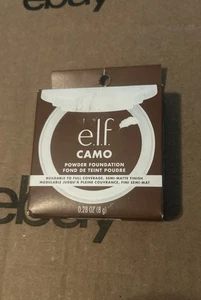 ebay
e.l.f.
CAMO
POWDER FOUNDATION
FOND DE TEINT POUDRE
BUILDABLE TO FULL COVERAGE, SEMI-MATTE FINISH
MODULABLE JUSQU'À PLEINE COUVRANCE, FINI SEMI-MAT
0.28 OZ (8 g)
ebay